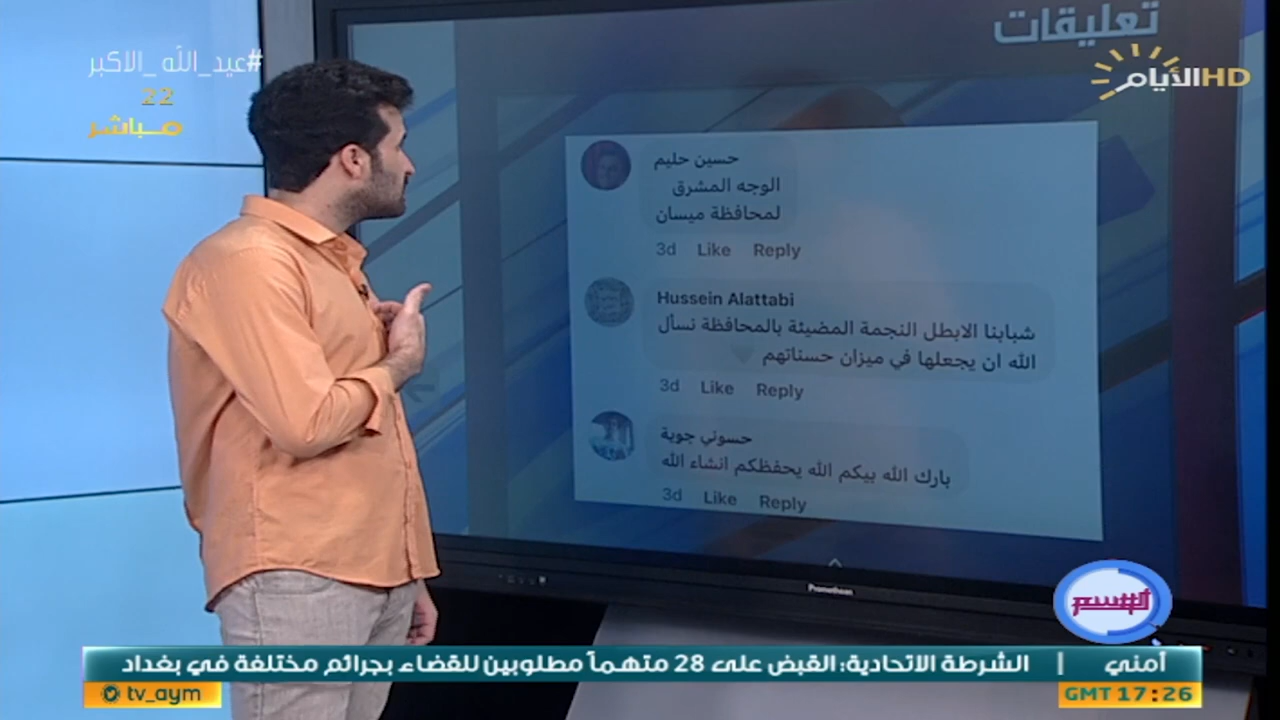 تعليقات
الأيام HD
#عيد_الله_الاكبر
22
مباشر
حسين حليم
الوجه المشرق
لمحافظة ميسان
3d Like Reply
Hussein Alattabi
شبابنا الابطل النجمة المضيئة بالمحافظة نسأل
الله ان يجعلها في ميزان حسناتهم
3d Like Reply
حسوني جوية
بارك الله بيكم الله يحفظكم انشاء الله
3d Like Reply
Promethean
أمني | الشرطة الاتحادية: القبض على 28 متهماً مطلوبين للقضاء بجرائم مختلفة في بغداد
GMT 17:26
tv_aym